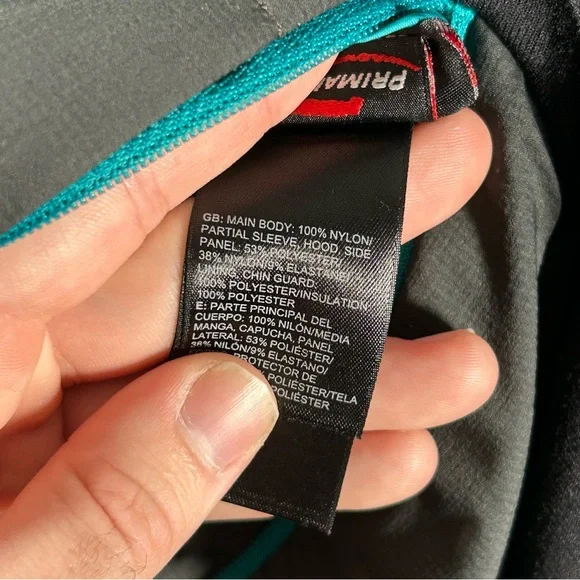 GB: MAIN BODY: 100% NYLON/
PARTIAL SLEEVE, HOOD, SIDE
PANEL: 53% POLYESTER/
38% NYLON/9% ELASTANE/
LINING, CHIN GUARD:
100% POLYESTER/INSULATION:
100% POLYESTER
E: PARTE PRINCIPAL DEL
CUERPO: 100% NILÓN/MEDIA
MANGA, CAPUCHA, PANEL
LATERAL: 53% POLIÉSTER/
38% NILÓN/9% ELASTANO/
PROTECTOR DE
POLIÉSTER/TELA
POLIÉSTER